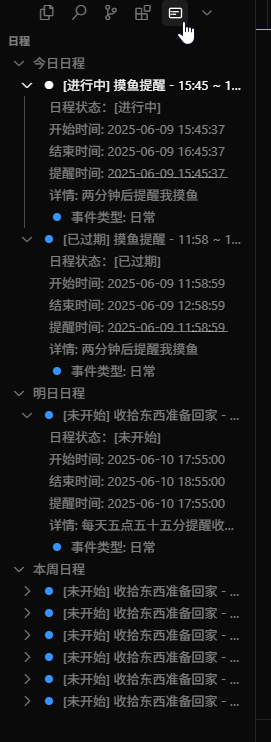 日程
今日日程
[进行中] 摸鱼提醒 - 15:45 ~ 1...
日程状态：[进行中]
开始时间: 2025-06-09 15:45:37
结束时间: 2025-06-09 16:45:37
提醒时间: 2025-06-09 15:45:37
详情: 两分钟后提醒我摸鱼
事件类型: 日常
[已过期] 摸鱼提醒 - 11:58 ~ 1...
日程状态：[已过期]
开始时间: 2025-06-09 11:58:59
结束时间: 2025-06-09 12:58:59
提醒时间: 2025-06-09 11:58:59
详情: 两分钟后提醒我摸鱼
事件类型: 日常
明日日程
[未开始] 收拾东西准备回家 - ...
日程状态：[未开始]
开始时间: 2025-06-10 17:55:00
结束时间: 2025-06-10 18:55:00
提醒时间: 2025-06-10 17:55:00
详情: 每天五点五十五分提醒收...
事件类型: 日常
本周日程
[未开始] 收拾东西准备回家 - ...
[未开始] 收拾东西准备回家 - ...
[未开始] 收拾东西准备回家 - ...
[未开始] 收拾东西准备回家 - ...
[未开始] 收拾东西准备回家 - ...
[未开始] 收拾东西准备回家 - ...